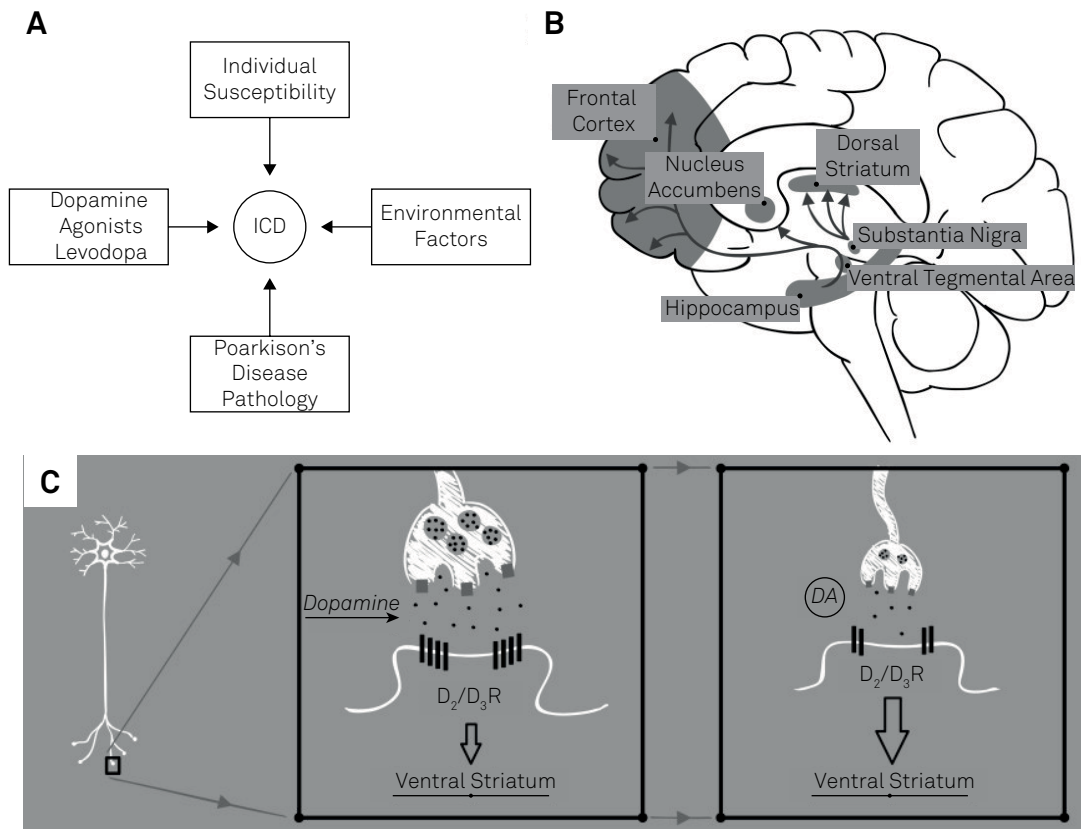 A
Individual
Susceptibility
Dopamine
Agonists
Levodopa
ICD
Environmental
Factors
Poarkison's
Disease
Pathology
B
Frontal
Cortex
Nucleus
Accumbens
Dorsal
Striatum
Substantia Nigra
Ventral Tegmental Area
Hippocampus
C
Dopamine
D₂/D₃R
Ventral Striatum
DA
D₂/D₃R
Ventral Striatum